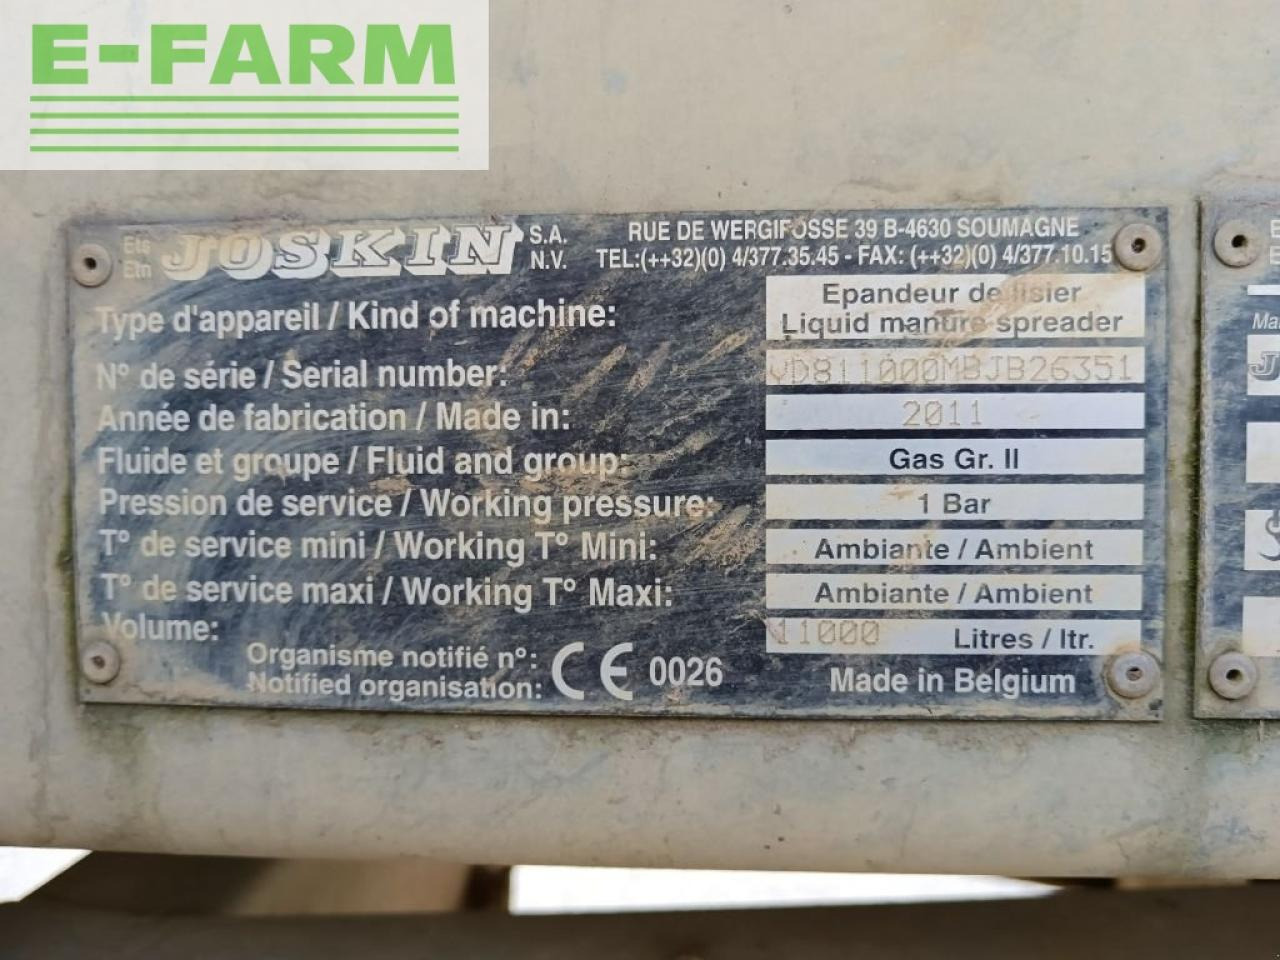 E-FARM
Ets JOSKIN S.A. RUE DE WERGIFOSSE 39 B-4630 SOUMAGNE
Etn N.V. TEL:(++32)(0) 4/377.35.45 - FAX: (++32)(0) 4/377.10.15
Type d'appareil / Kind of machine: Epandeur de lisier
Liquid manure spreader
N° de série / Serial number: YD811000MBJB26351
Année de fabrication / Made in: 2011
Fluide et groupe / Fluid and group: Gas Gr. II
Pression de service / Working pressure: 1 Bar
T° de service mini / Working T° Mini: Ambiante / Ambient
T° de service maxi / Working T° Maxi: Ambiante / Ambient
Volume: 11000 Litres / ltr.
Organisme notifié n°: CE 0026
Notified organisation: Made in Belgium